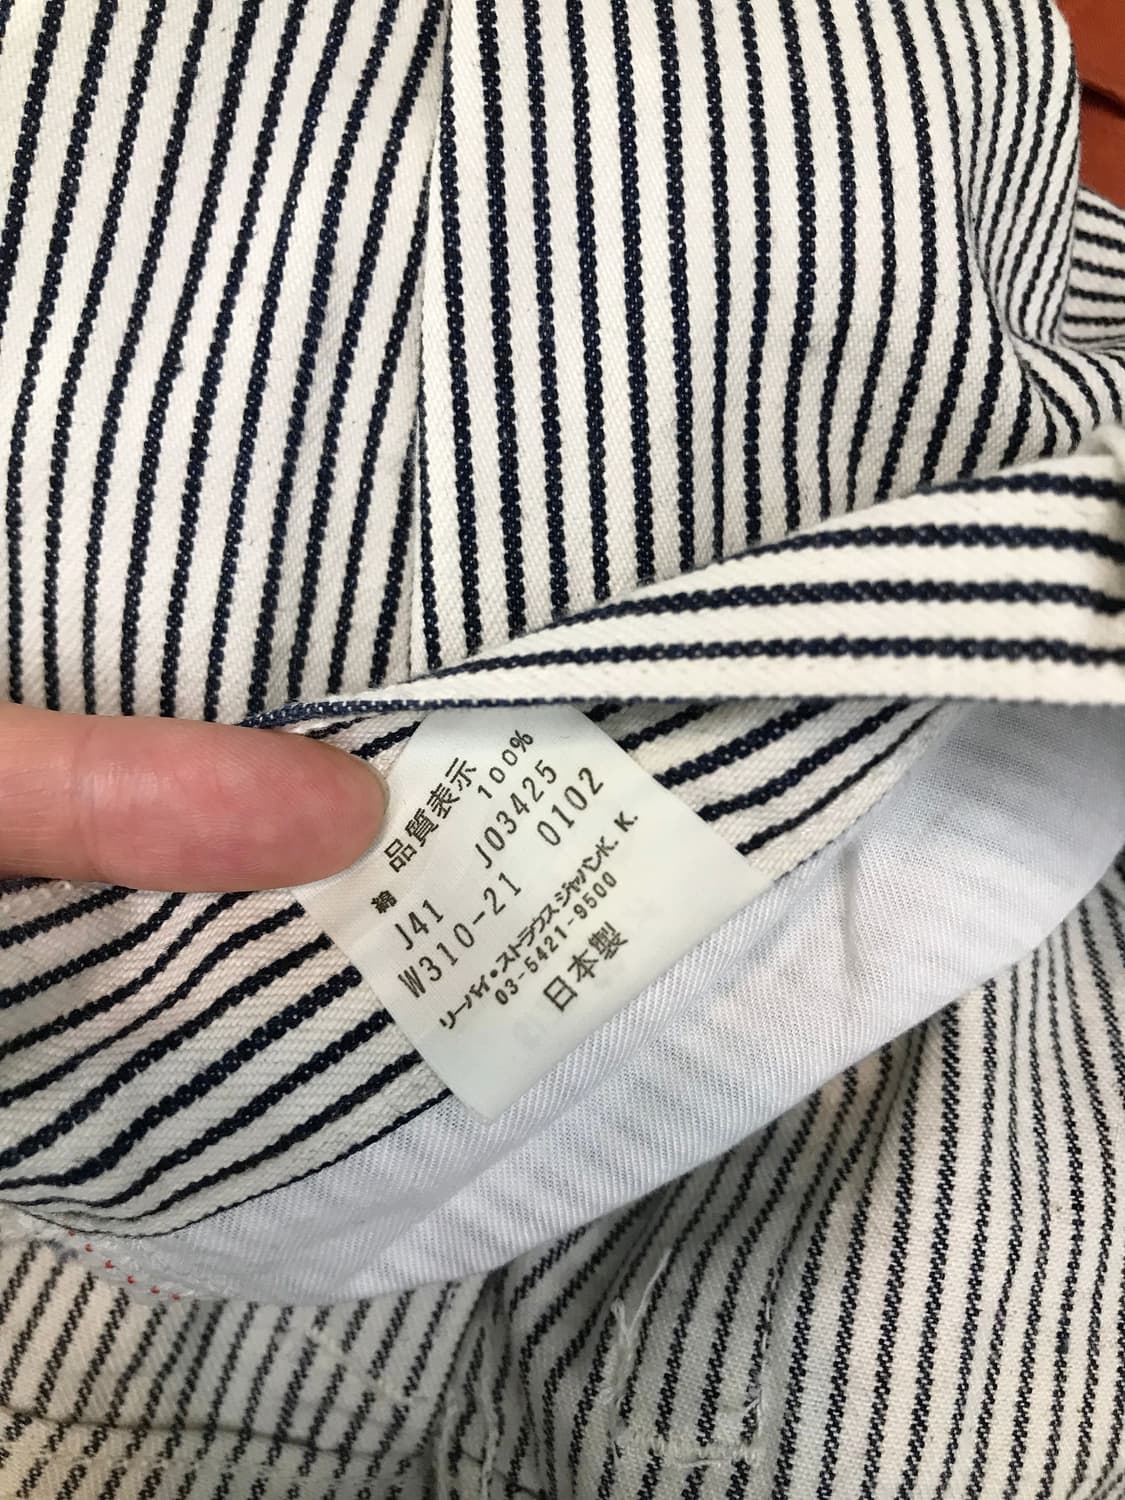 品質表示
綿 100%
J41 J03425
W310-21 0102
リーバイ・ストラウス ジャパンK.K.
03-5421-9500
日本製